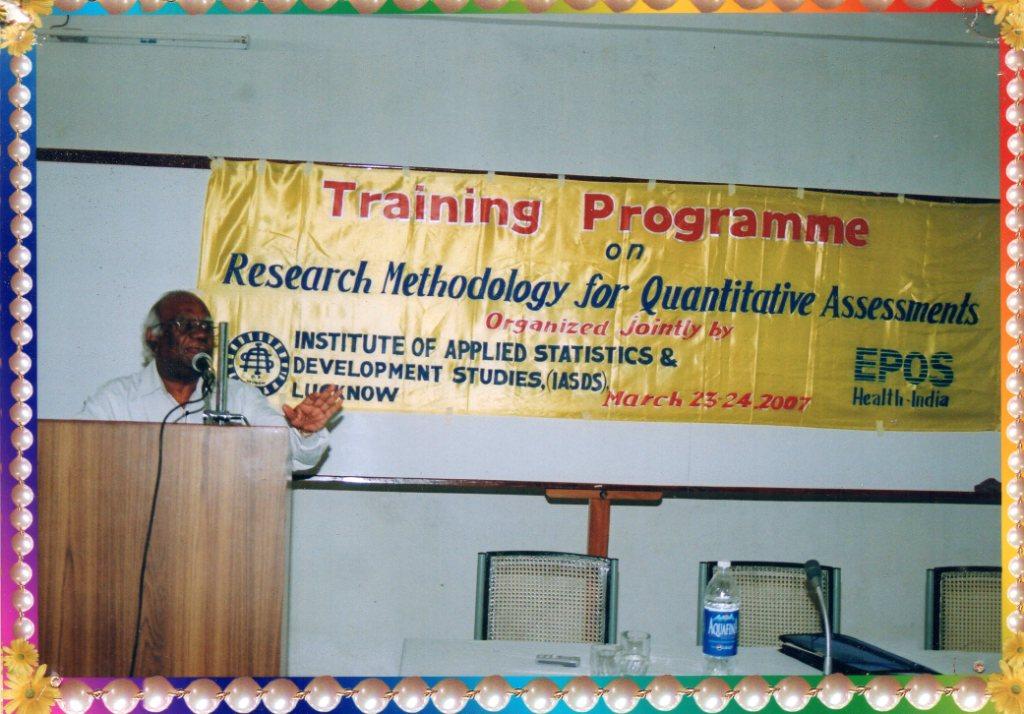 Training Programme
on
Research Methodology for Quantitative Assessments
Organized jointly by
INSTITUTE OF APPLIED STATISTICS &
DEVELOPMENT STUDIES, (IASDS),
LUCKNOW
March 23-24, 2007
EPOS
Health-India
AQUAFINA